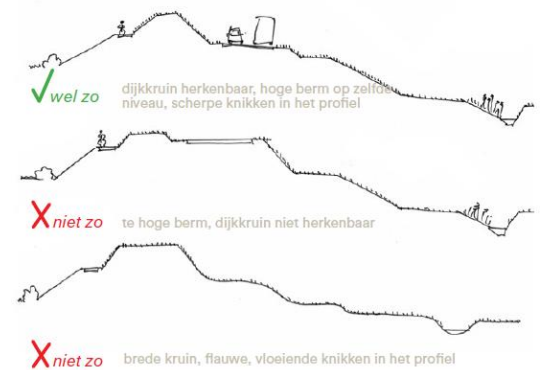 wel zo
dijkkruin herkenbaar, hoge berm op zelfde
niveau, scherpe knikken in het profiel
niet zo
te hoge berm, dijkkruin niet herkenbaar
niet zo
brede kruin, flauwe, vloeiende knikken in het profiel